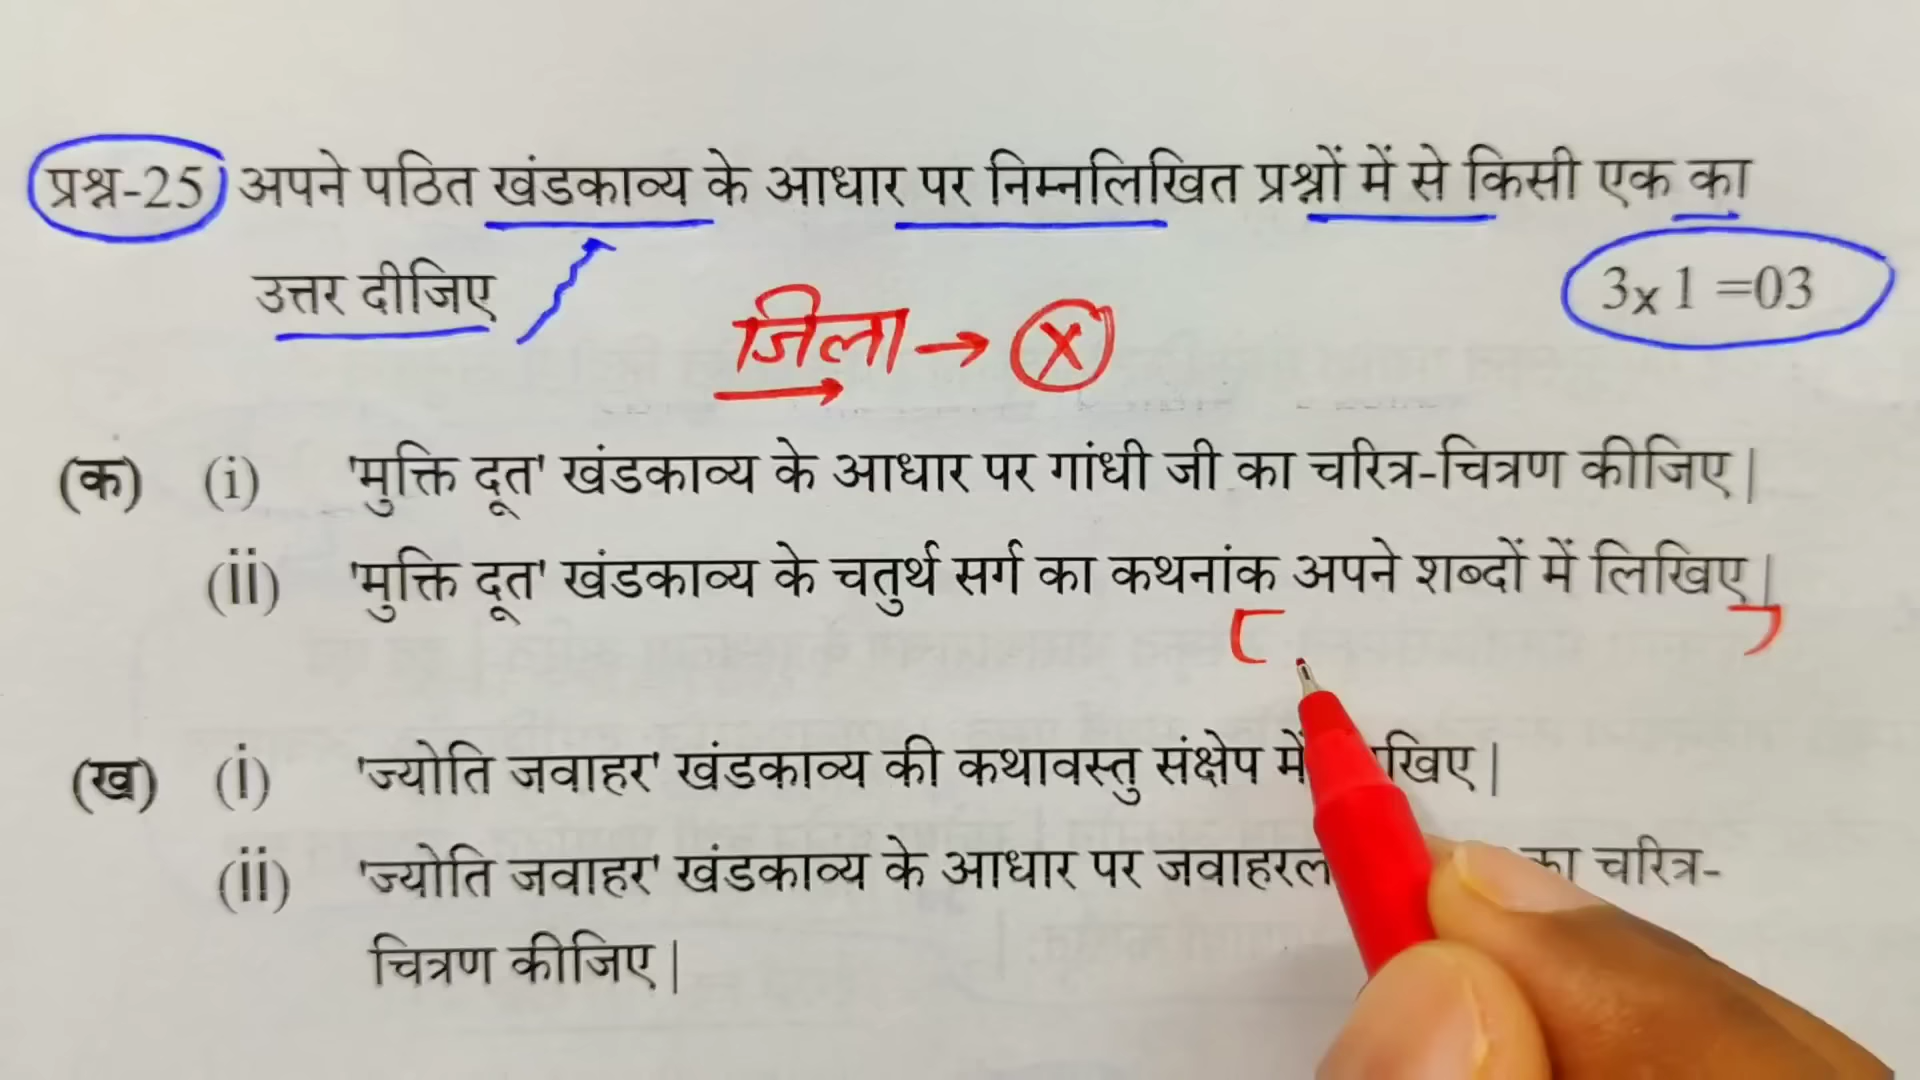 प्रश्न-25 अपने पठित खंडकाव्य के आधार पर निम्नलिखित प्रश्नों में से किसी एक का
उत्तर दीजिए 3x1=03
जिला → X
(क) (i) 'मुक्ति दूत' खंडकाव्य के आधार पर गांधी जी का चरित्र-चित्रण कीजिए|
(ii) 'मुक्ति दूत' खंडकाव्य के चतुर्थ सर्ग का कथनांक अपने शब्दों में लिखिए|
(ख) (i) 'ज्योति जवाहर' खंडकाव्य की कथावस्तु संक्षेप में
(ii) 'ज्योति जवाहर' खंडकाव्य के आधार पर का चरित्र-
चित्रण कीजिए|